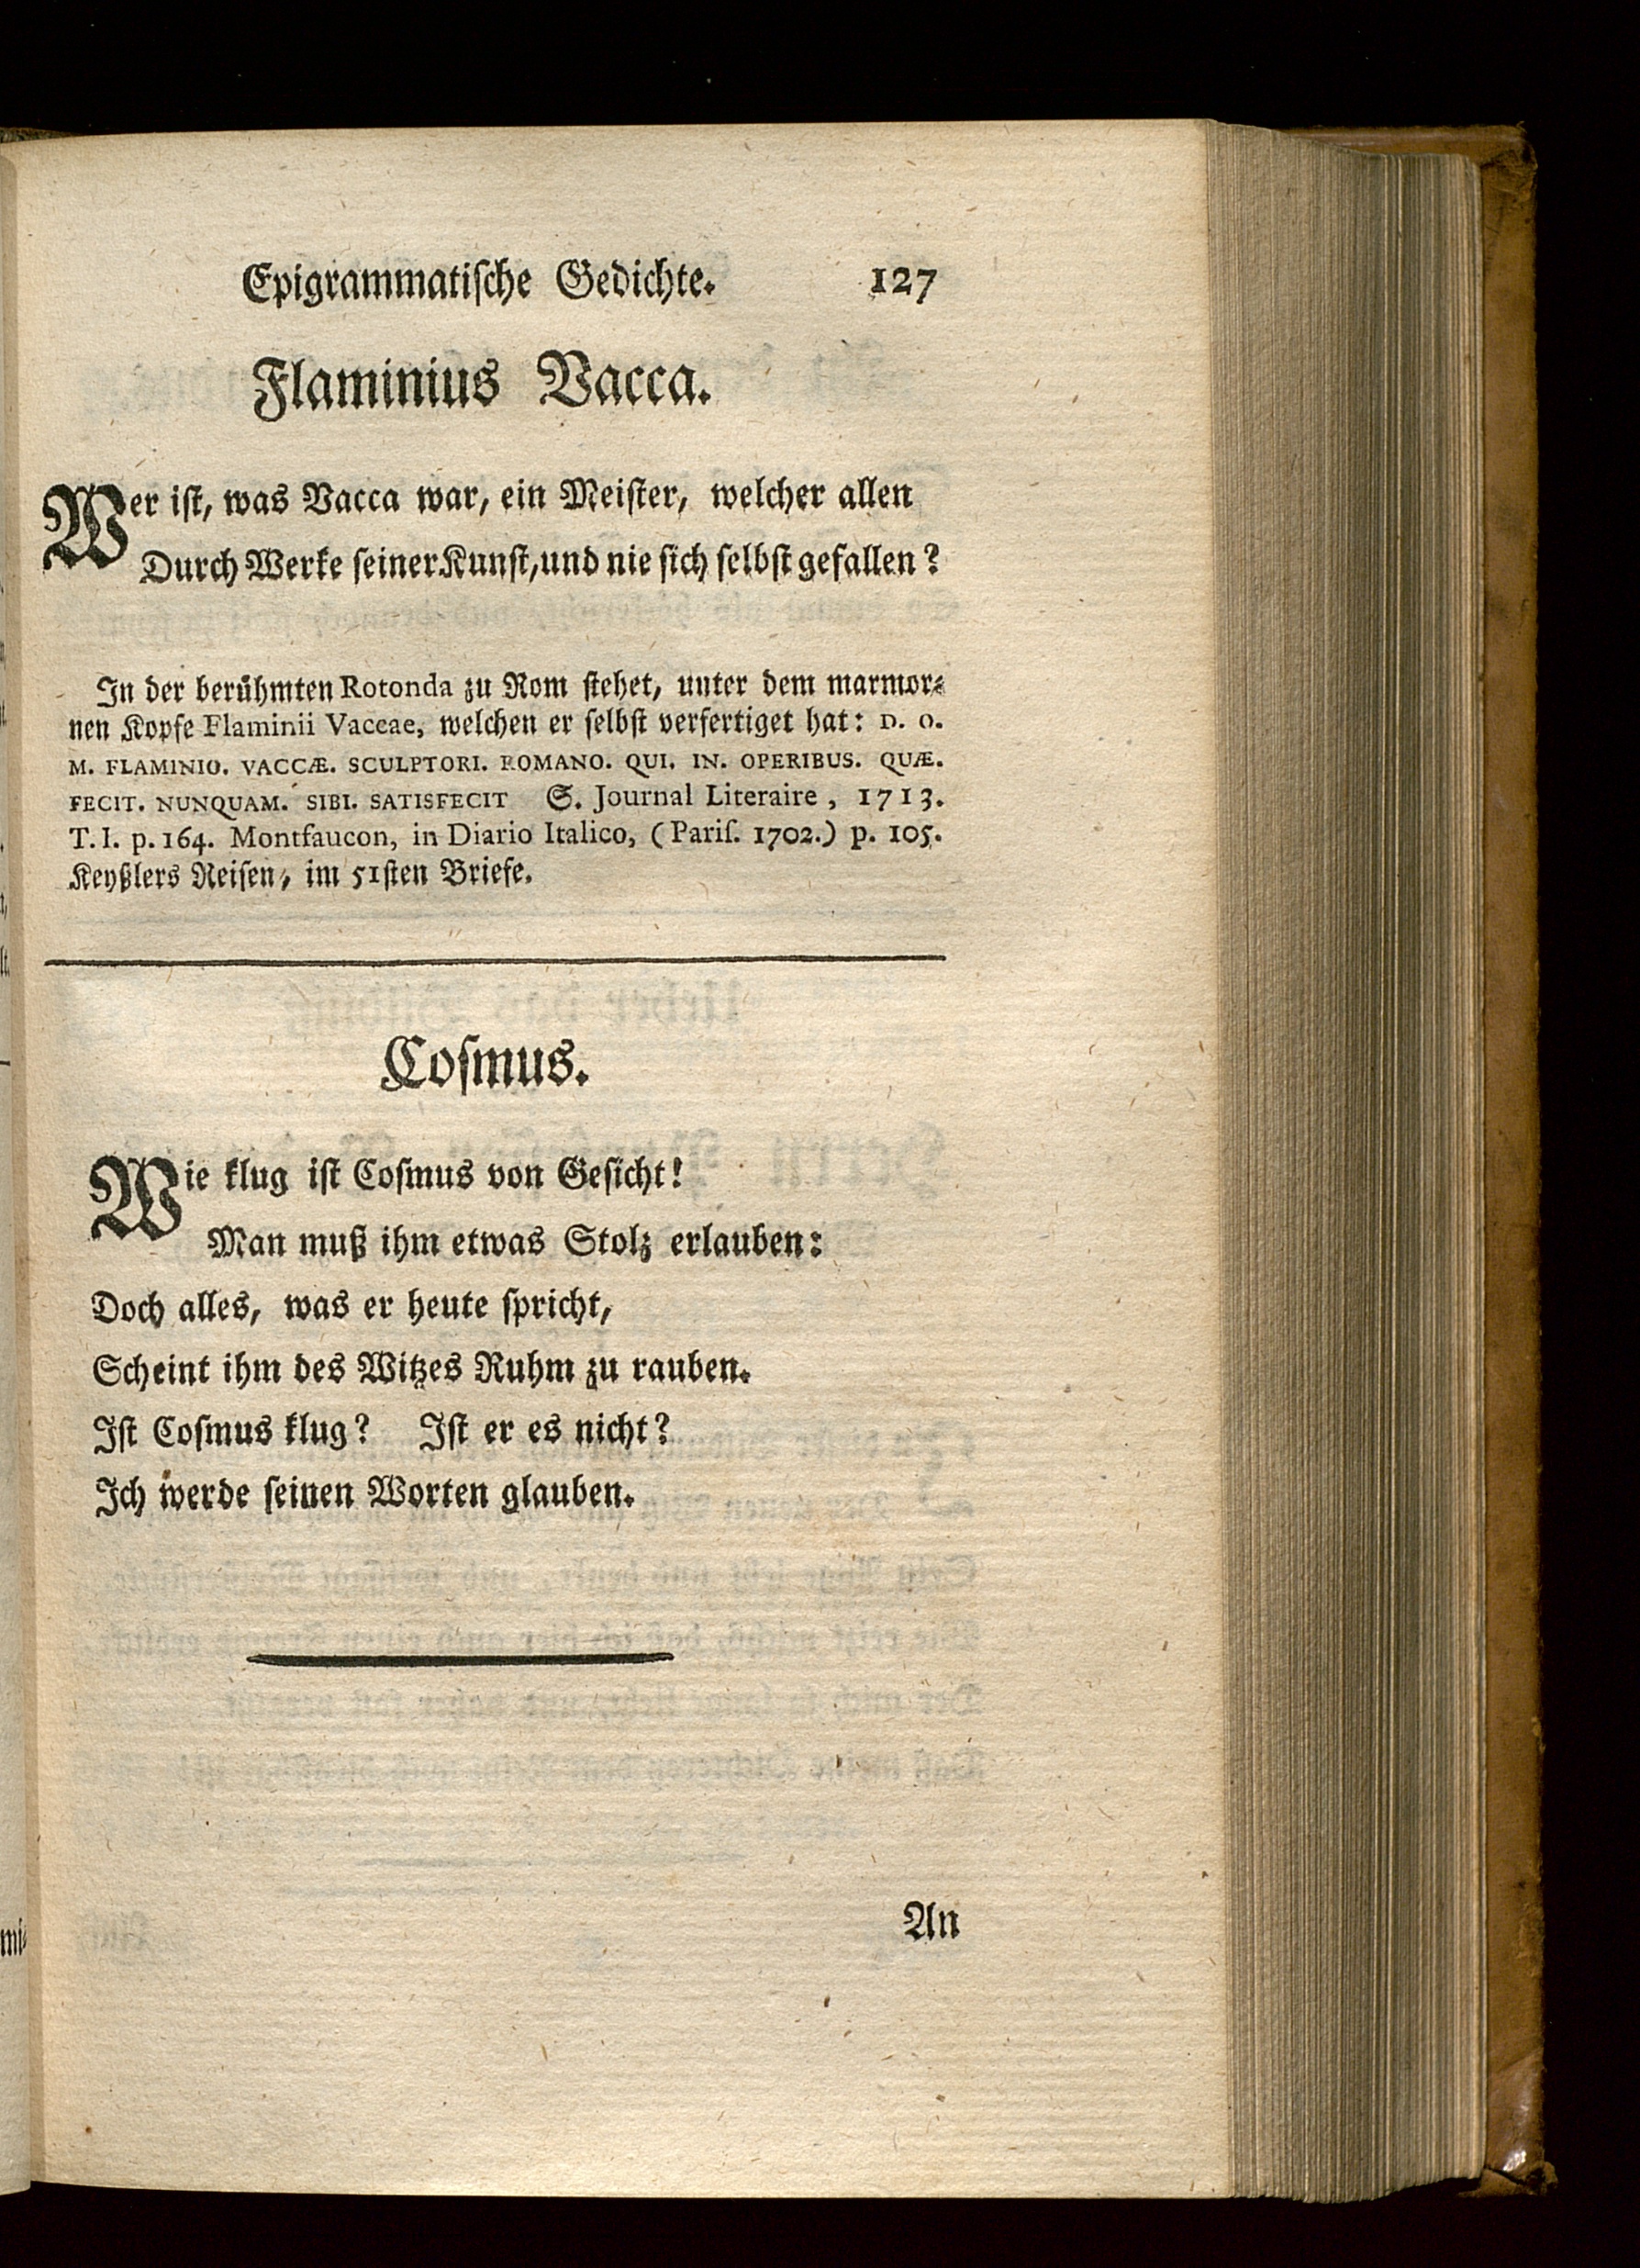 Epigrammatiſche Gedichte. 127
Flaminius Vacca.
Wer iſt, was Vacca war, ein Meiſter, welcher allen
Durch Werke ſeiner Kunſt, und nie ſich ſelbſt gefallen?
In der berühmten Rotonda zu Rom ſtehet, unter dem marmor⸗
nen Kopfe Flaminii Vaccae, welchen er ſelbſt verfertiget hat: D. O.
M. FLAMINIO. VACCÆ. SCULPTORI. ROMANO. QUI. IN. OPERIBUS. QUÆ.
FECIT. NUNQUAM. SIBI. SATISFECIT S. Journal Literaire, 1713.
T. I. p. 164. Montfaucon, in Diario Italico, (Pariſ. 1702.) p. 105.
Keyßlers Reiſen, im 51ſten Briefe.
Coſmus.
Wie klug iſt Coſmus von Geſicht!
Man muß ihm etwas Stolz erlauben:
Doch alles, was er heute ſpricht,
Scheint ihm des Witzes Ruhm zu rauben.
Iſt Coſmus klug? Iſt er es nicht?
Ich werde ſeinen Worten glauben.
An